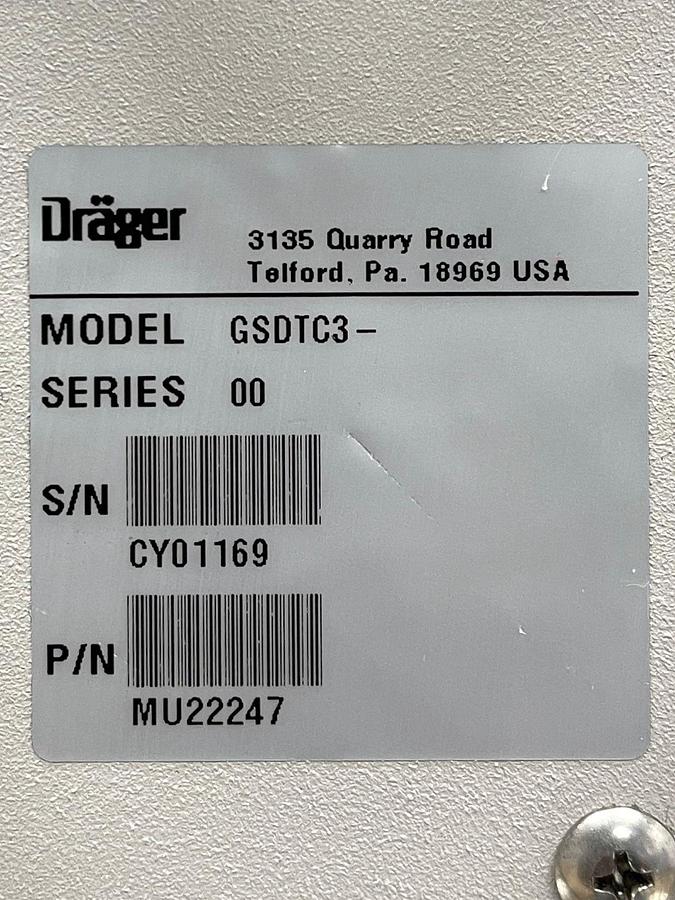 Dräger
3135 Quarry Road
Telford, Pa. 18969 USA
MODEL GSDTC3-
SERIES 00
S/N
CY01169
P/N
MU22247